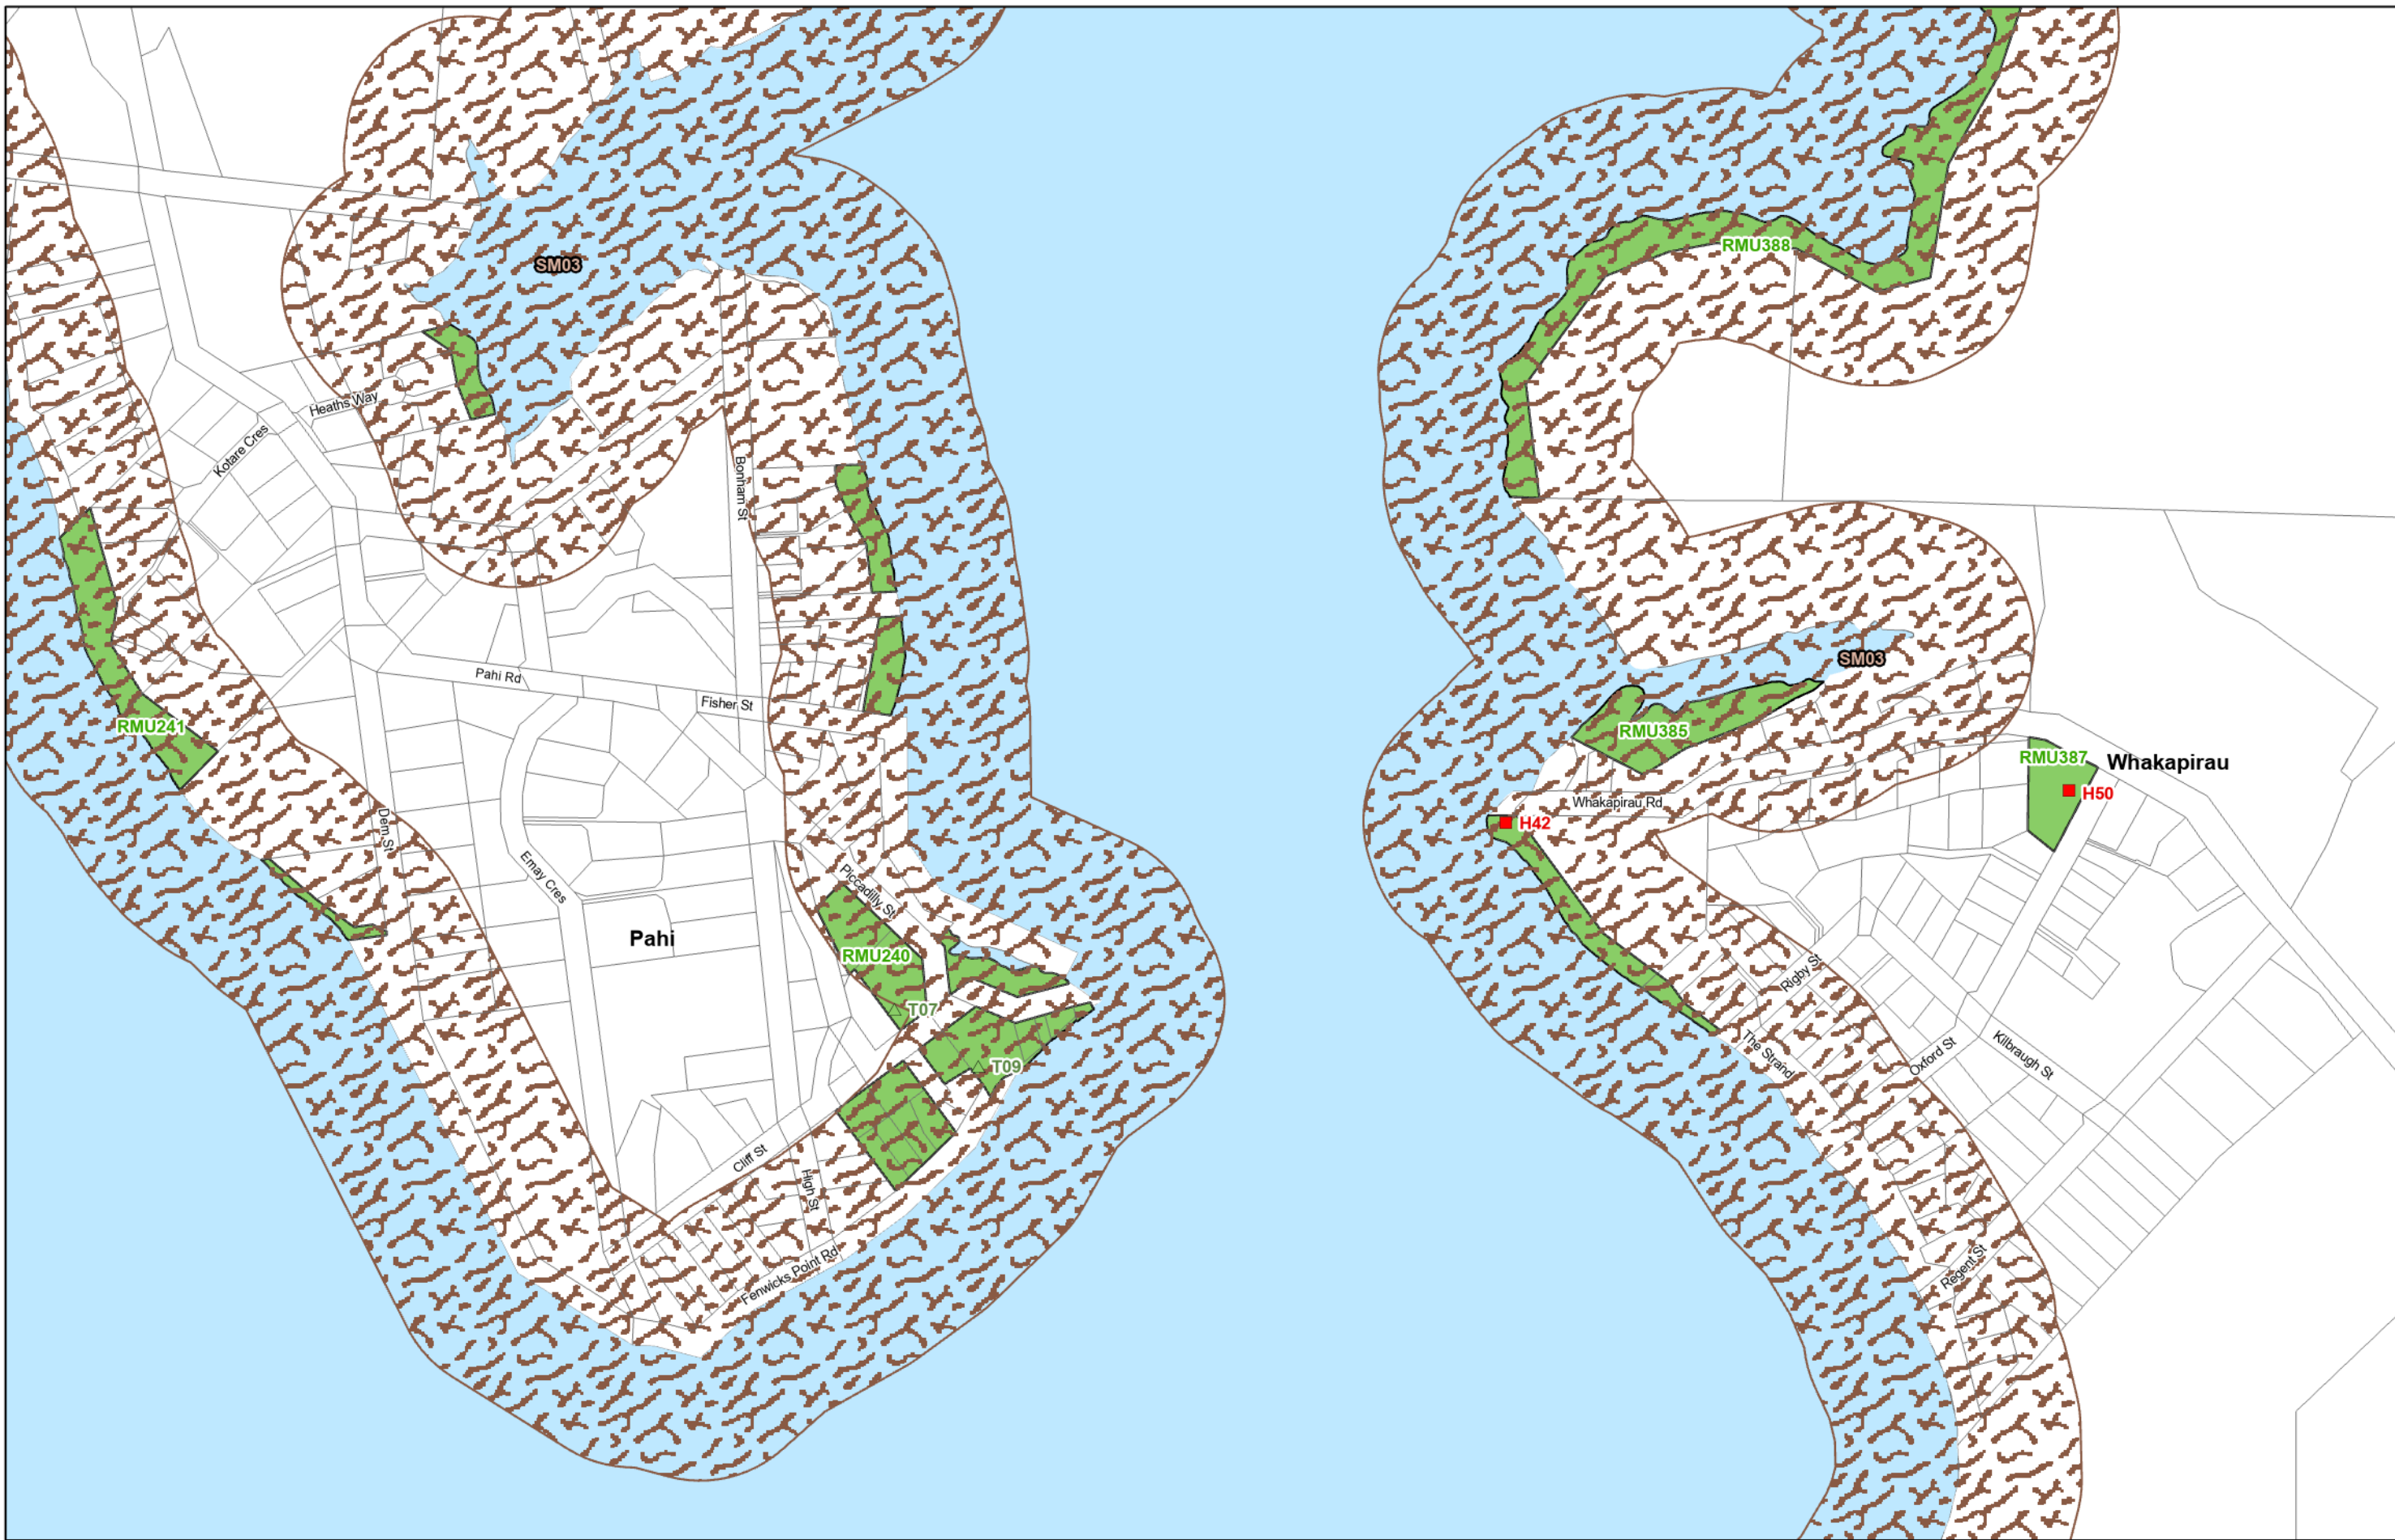 RMU388
SM03
Heaths Way
Kotare Cres
Bonham St
SM03
Pahi Rd
Fisher St
RMU241
RMU385
RMU387
Whakapirau
H50
Whakapirau Rd
H42
Dem St
Emay Cres
Piccadilly St
Pahi
RMU240
T07
Rigby St
The Strand
Oxford St
Kilbraugh St
T09
Cliff St
High St
Fenwicks Point Rd
Regent St